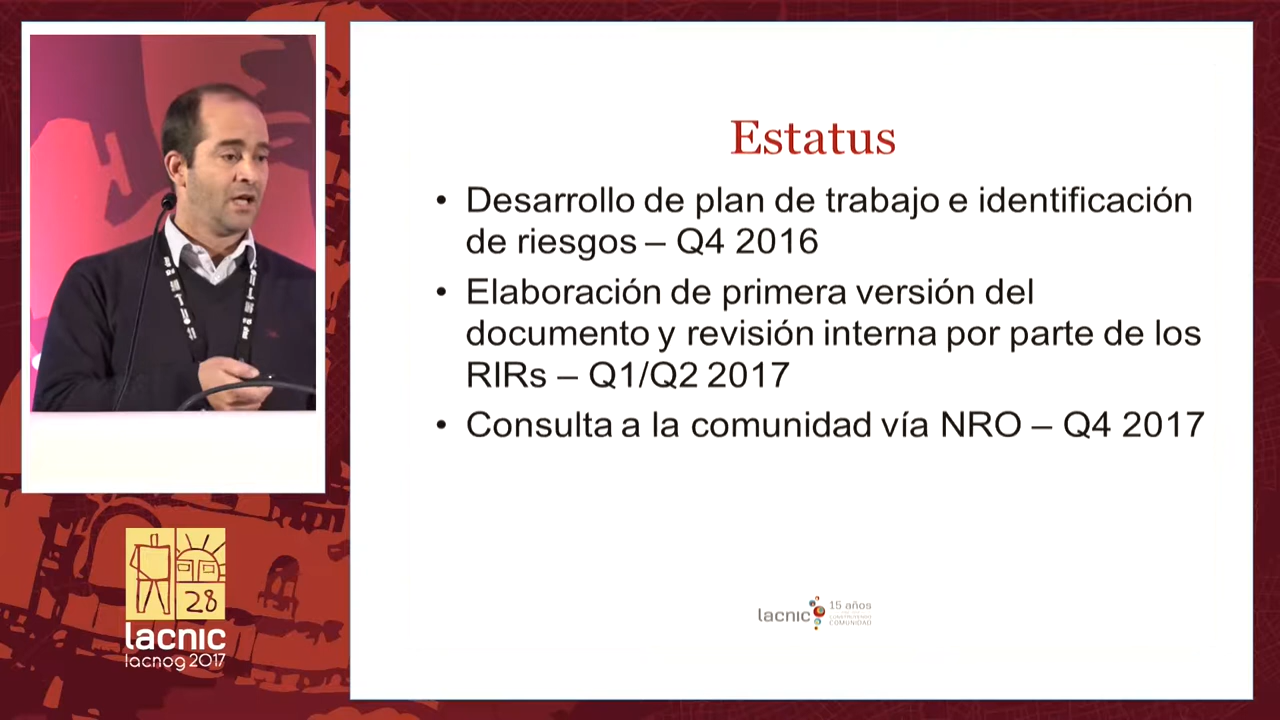 Estatus
• Desarrollo de plan de trabajo e identificación
de riesgos – Q4 2016
• Elaboración de primera versión del
documento y revisión interna por parte de los
RIRs – Q1/Q2 2017
• Consulta a la comunidad vía NRO – Q4 2017
lacnic
15 años
CONSTRUYENDO
COMUNIDAD
28
lacnic
lacnog 2017